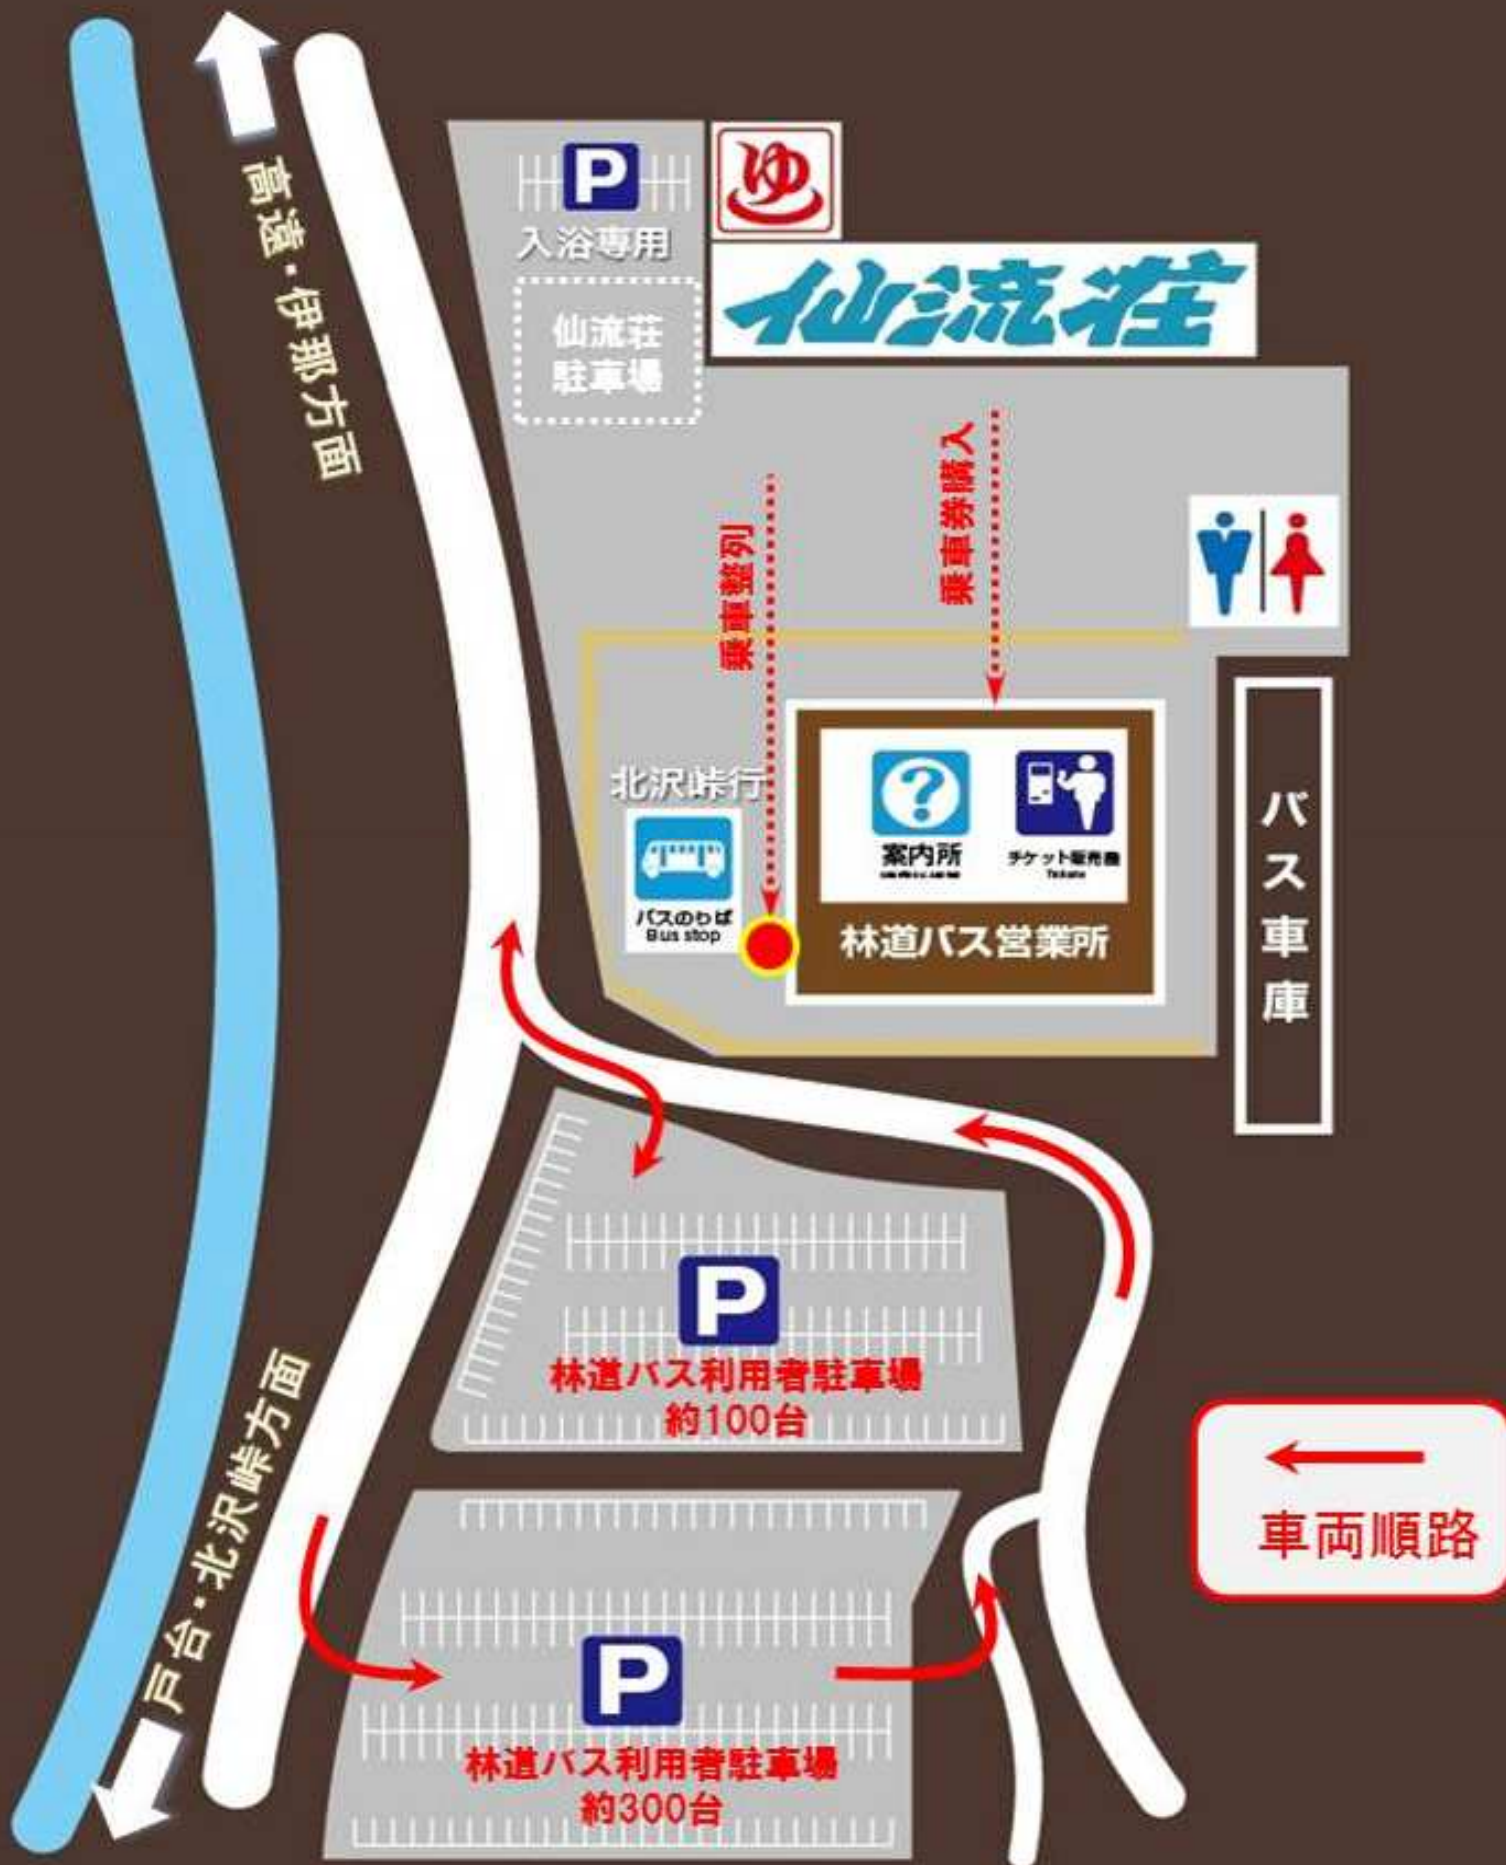 高遠・伊那方面
P
入浴専用
ゆ
仙流荘
仙流荘
駐車場
乗車整列
乗車券購入
北沢峠行
バスのりば
Bus stop
?
案内所
チケット販売機
Tickets
林道バス営業所
バス車庫
P
林道バス利用者駐車場
約100台
戸台・北沢峠方面
車両順路
P
林道バス利用者駐車場
約300台